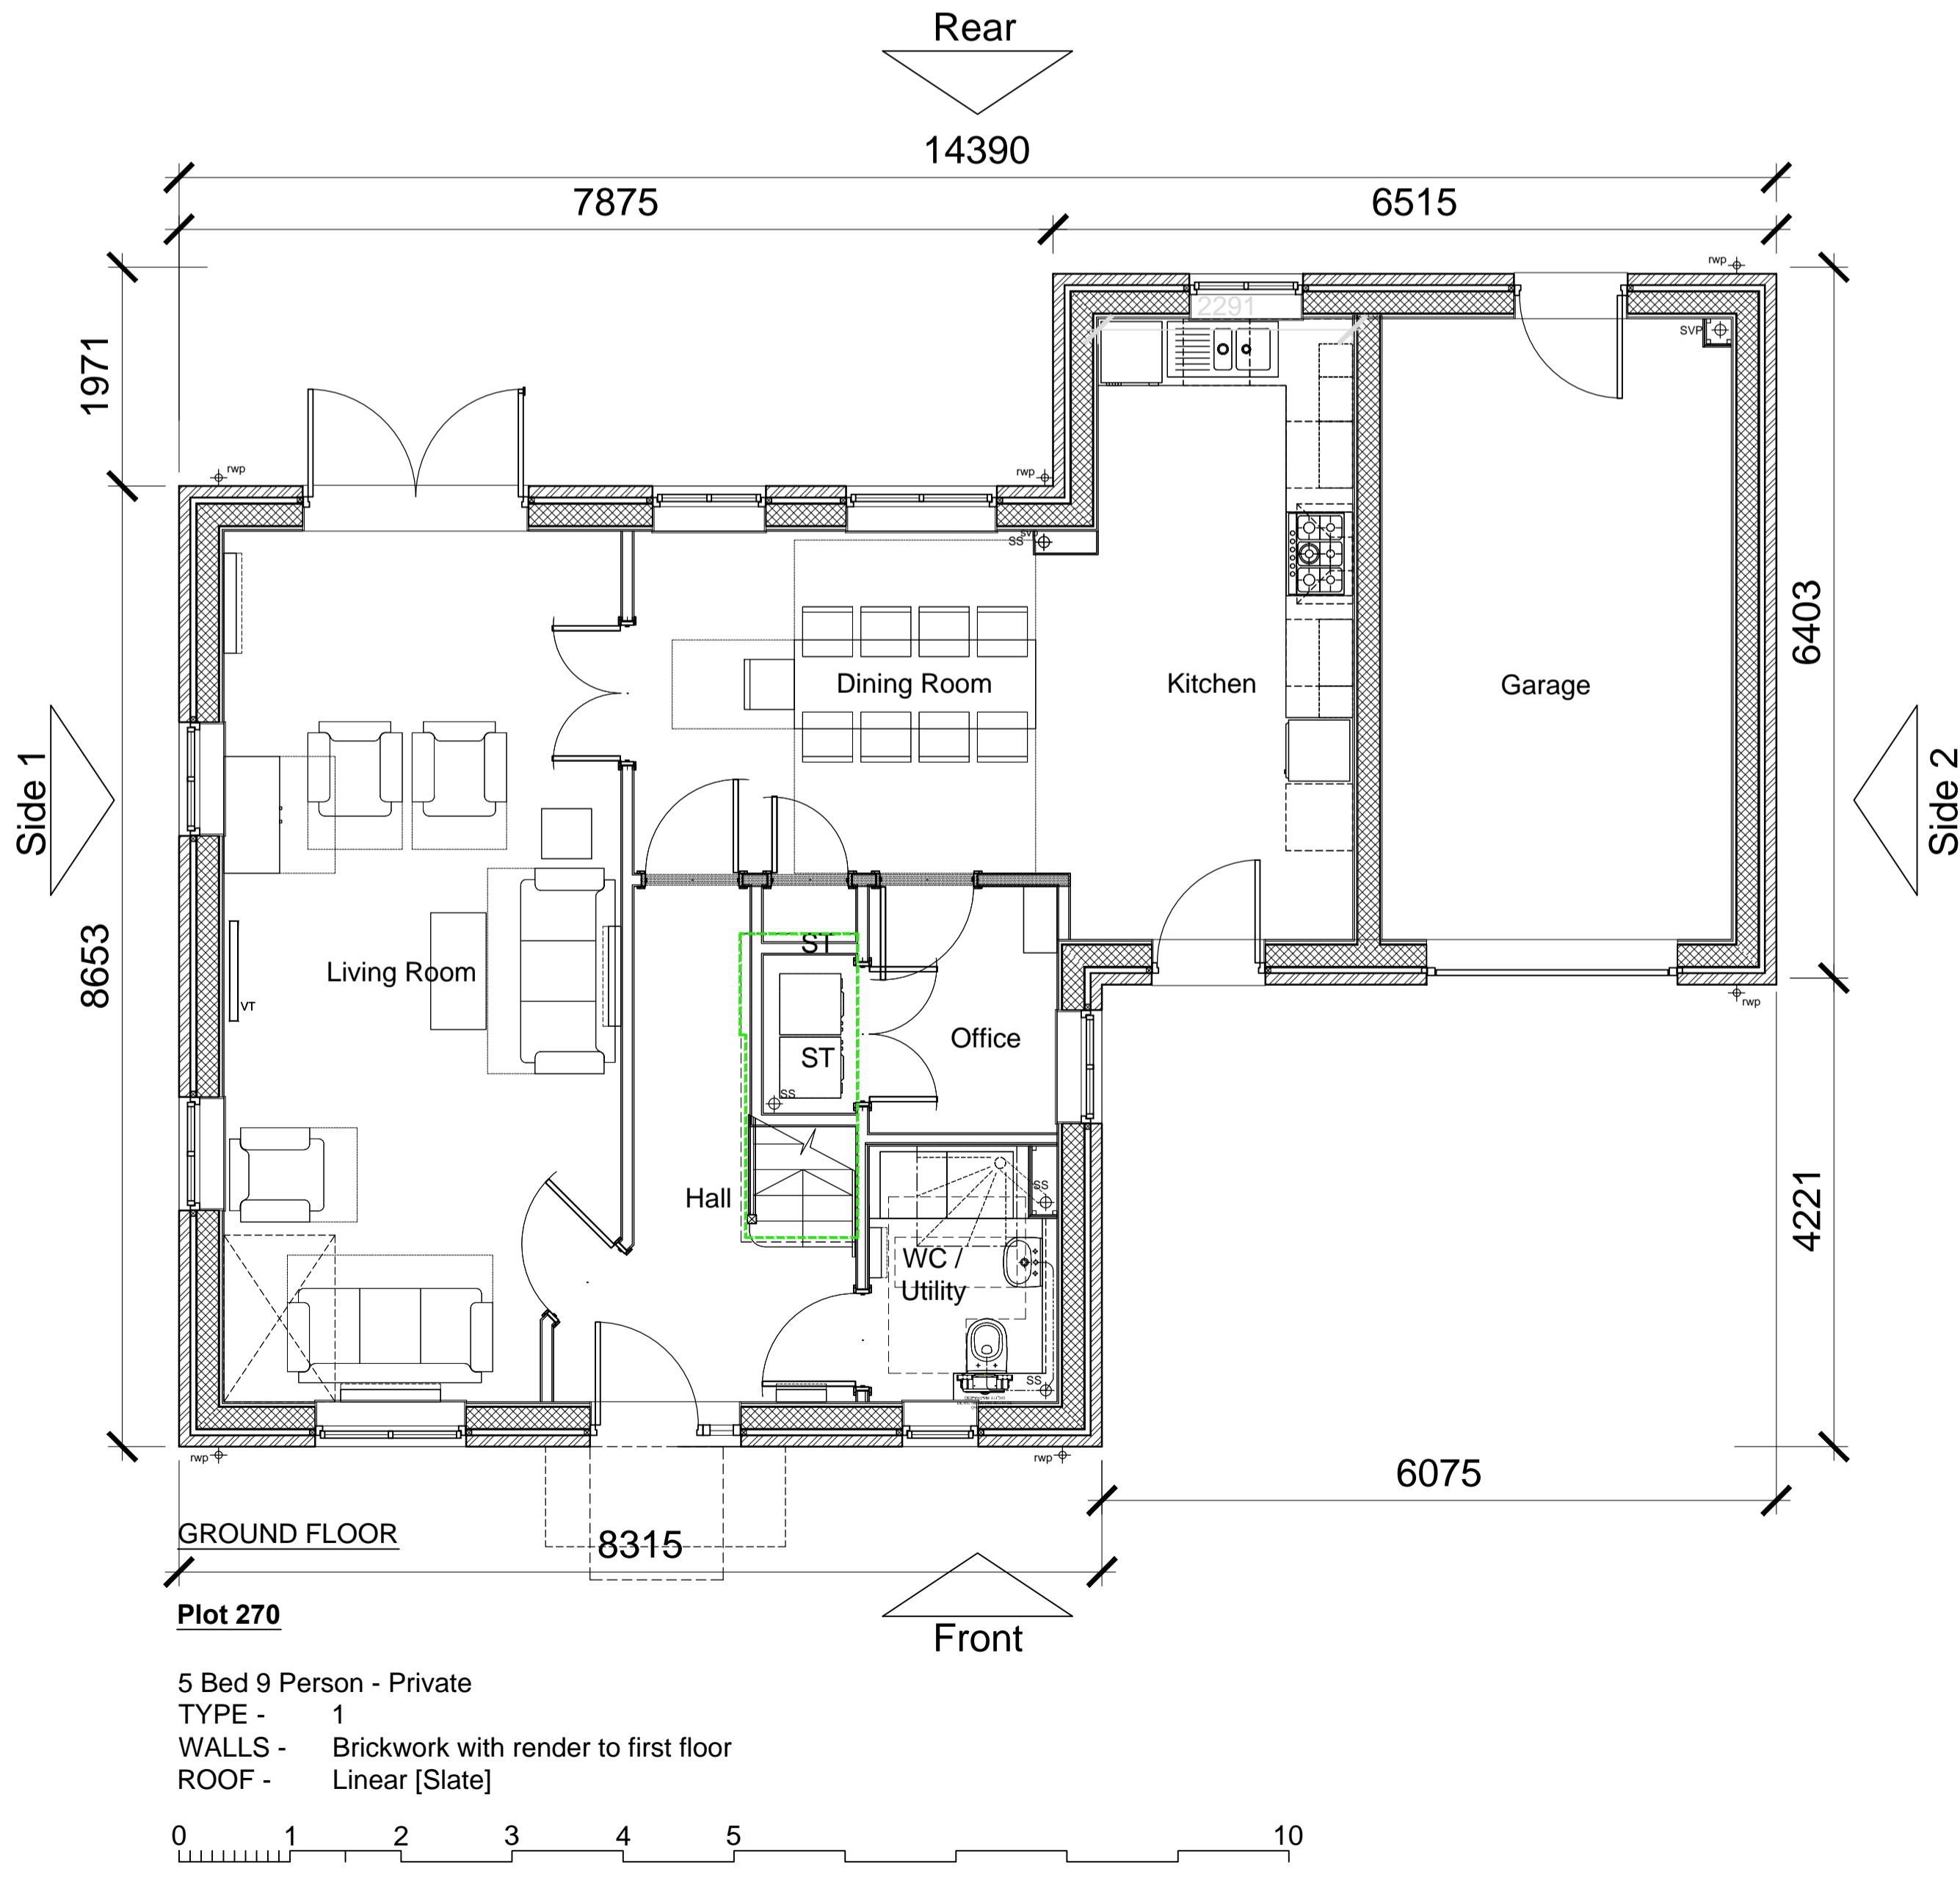 Rear
14390
7875
6515
rwp
2291
SVP
1971
rwp
rwp
SS
svp
6403
Side 1
Side 2
Dining Room
Kitchen
Garage
8653
ST
Living Room
VT
Office
ST
rwp
SS
Hall
SS
4221
WC /
Utility
SS
rwp
rwp
6075
GROUND FLOOR
8315
Plot 270
Front
5 Bed 9 Person - Private
TYPE - 1
WALLS - Brickwork with render to first floor
ROOF - Linear [Slate]
0 1 2 3 4 5 10